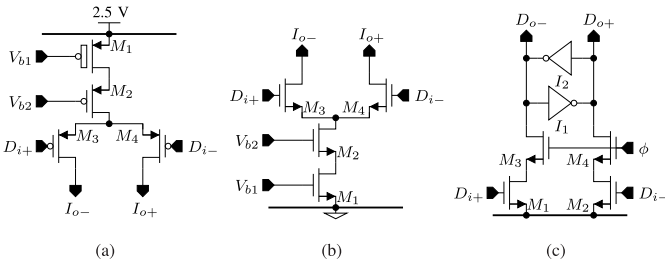 2.5 V
V_{b1}
M_1
V_{b2}
M_2
D_{i+}
M_3
M_4
D_{i−}
I_{o−}
I_{o+}
(a)
I_{o−}
I_{o+}
D_{i+}
M_3
M_4
D_{i−}
V_{b2}
M_2
V_{b1}
M_1
(b)
D_{o−}
D_{o+}
I_2
I_1
M_3
M_4
ϕ
D_{i+}
M_1
M_2
D_{i−}
(c)